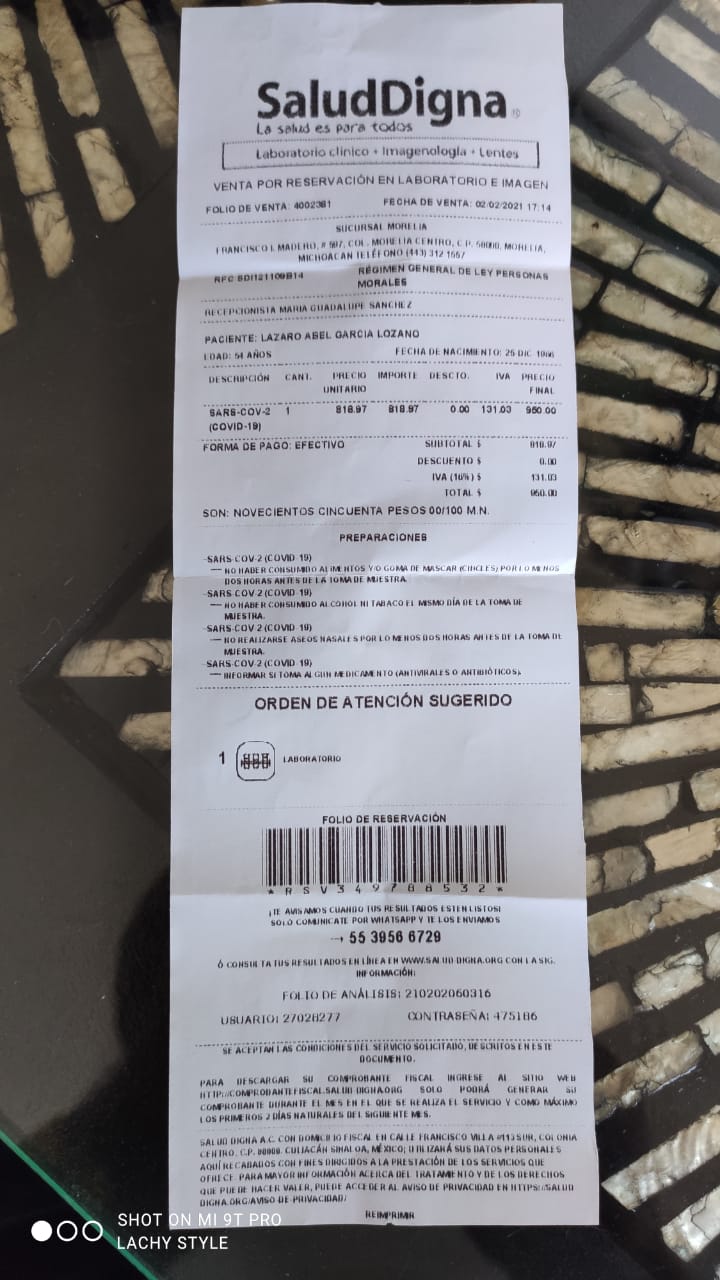 SaludDigna
La salud es para todos
Laboratorio clínico • Imagenología • Lentes
VENTA POR RESERVACIÓN EN LABORATORIO E IMAGEN
FOLIO DE VENTA: 4002381 FECHA DE VENTA: 02/02/2021 17:14
SUCURSAL MORELIA
FRANCISCO I. MADERO, # 597, COL. MORELIA CENTRO, C.P. 58000, MORELIA,
MICHOACAN TELÉFONO (443) 312 1557
RFC SDI121109B14 RÉGIMEN GENERAL DE LEY PERSONAS
MORALES
RECEPCIONISTA MARIA GUADALUPE SANCHEZ
PACIENTE: LAZARO ABEL GARCIA LOZANO
EDAD: 54 AÑOS FECHA DE NACIMIENTO: 25 DIC 1966
DESCRIPCIÓN CANT. PRECIO IMPORTE DESCTO. IVA PRECIO
UNITARIO FINAL
SARS-COV-2 1 818.97 818.97 0.00 131.03 950.00
(COVID-19)
FORMA DE PAGO: EFECTIVO SUBTOTAL $ 818.97
DESCUENTO $ 0.00
IVA (16%) $ 131.03
TOTAL $ 950.00
SON: NOVECIENTOS CINCUENTA PESOS 00/100 M.N.
PREPARACIONES
-SARS-COV-2 (COVID-19)
— NO HABER CONSUMIDO ALIMENTOS Y/O GOMA DE MASCAR (CHICLES) POR LO MENOS
DOS HORAS ANTES DE LA TOMA DE MUESTRA.
-SARS-COV-2 (COVID-19)
— NO HABER CONSUMIDO ALCOHOL NI TABACO EL MISMO DÍA DE LA TOMA DE
MUESTRA.
-SARS-COV-2 (COVID-19)
— NO REALIZARSE ASEOS NASALES POR LO MENOS DOS HORAS ANTES DE LA TOMA DE
MUESTRA.
-SARS-COV-2 (COVID-19)
— INFORMAR SI TOMA ALGUN MEDICAMENTO (ANTIVIRALES O ANTIBIÓTICOS).
ORDEN DE ATENCIÓN SUGERIDO
1 LABORATORIO
FOLIO DE RESERVACIÓN
*RSV349788532*
¡TE AVISAMOS CUANDO TUS RESULTADOS ESTEN LISTOS!
SOLO COMUNICATE POR WHATSAPP Y TE LOS ENVIAMOS
→ 55 3956 6729
Ó CONSULTA TUS RESULTADOS EN LÍNEA EN WWW.SALUD-DIGNA.ORG CON LA SIG.
INFORMACIÓN:
FOLIO DE ANÁLISIS: 210202060316
USUARIO: 27028277 CONTRASEÑA: 475186
SE ACEPTAN LAS CONDICIONES DEL SERVICIO SOLICITADO, DESCRITOS EN ESTE
DOCUMENTO.
PARA DESCARGAR SU COMPROBANTE FISCAL INGRESE AL SITIO WEB
HTTP://COMPROBANTEFISCAL.SALUD-DIGNA.ORG SOLO PODRÁ GENERAR SU
COMPROBANTE DURANTE EL MES EN EL QUE SE REALIZA EL SERVICIO Y COMO MÁXIMO
LOS PRIMEROS 2 DÍAS NATURALES DEL SIGUIENTE MES.
SALUD DIGNA A.C. CON DOMICILIO FISCAL EN CALLE FRANCISCO VILLA #113 SUR, COLONIA
CENTRO, C.P. 80000. CULIACÁN SINALOA, MÉXICO; UTILIZARÁ SUS DATOS PERSONALES
AQUÍ RECABADOS CON FINES DIRIGIDOS A LA PRESTACIÓN DE LOS SERVICIOS QUE
OFRECE. PARA MAYOR INFORMACIÓN ACERCA DEL TRATAMIENTO Y DE LOS DERECHOS
QUE PUEDE HACER VALER, PUEDE ACCEDER AL AVISO DE PRIVACIDAD EN HTTPS://SALUD-
DIGNA.ORG/AVISO-DE-PRIVACIDAD/
REIMPRIMIR
SHOT ON MI 9T PRO
LACHY STYLE